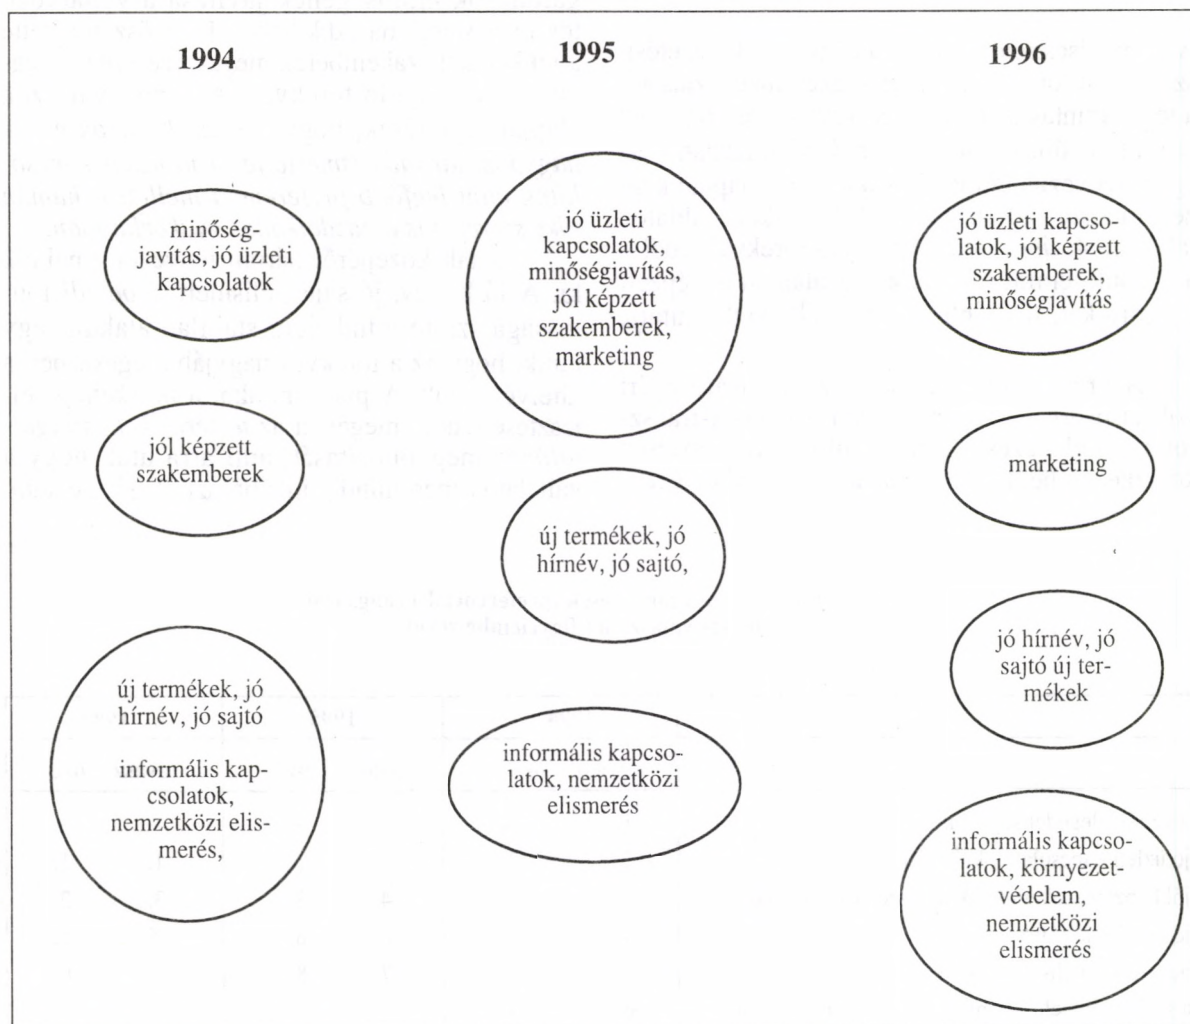 1994
minőség-
javítás, jó üzleti
kapcsolatok
jól képzett
szakemberek
új termékek, jó
hírnév, jó sajtó
informális kap-
csolatok,
nemzetközi elis-
merés,
1995
jó üzleti
kapcsolatok,
minőségjavítás,
jól képzett
szakemberek,
marketing
új termékek, jó
hírnév, jó sajtó,
informális kapcso-
latok, nemzetközi
elismerés
1996
jó üzleti kapcso-
latok, jól képzett
szakemberek,
minőségjavítás
marketing
jó hírnév, jó
sajtó új ter-
mékek
informális kapcso-
latok, környezet-
védelem,
nemzetközi
elismerés